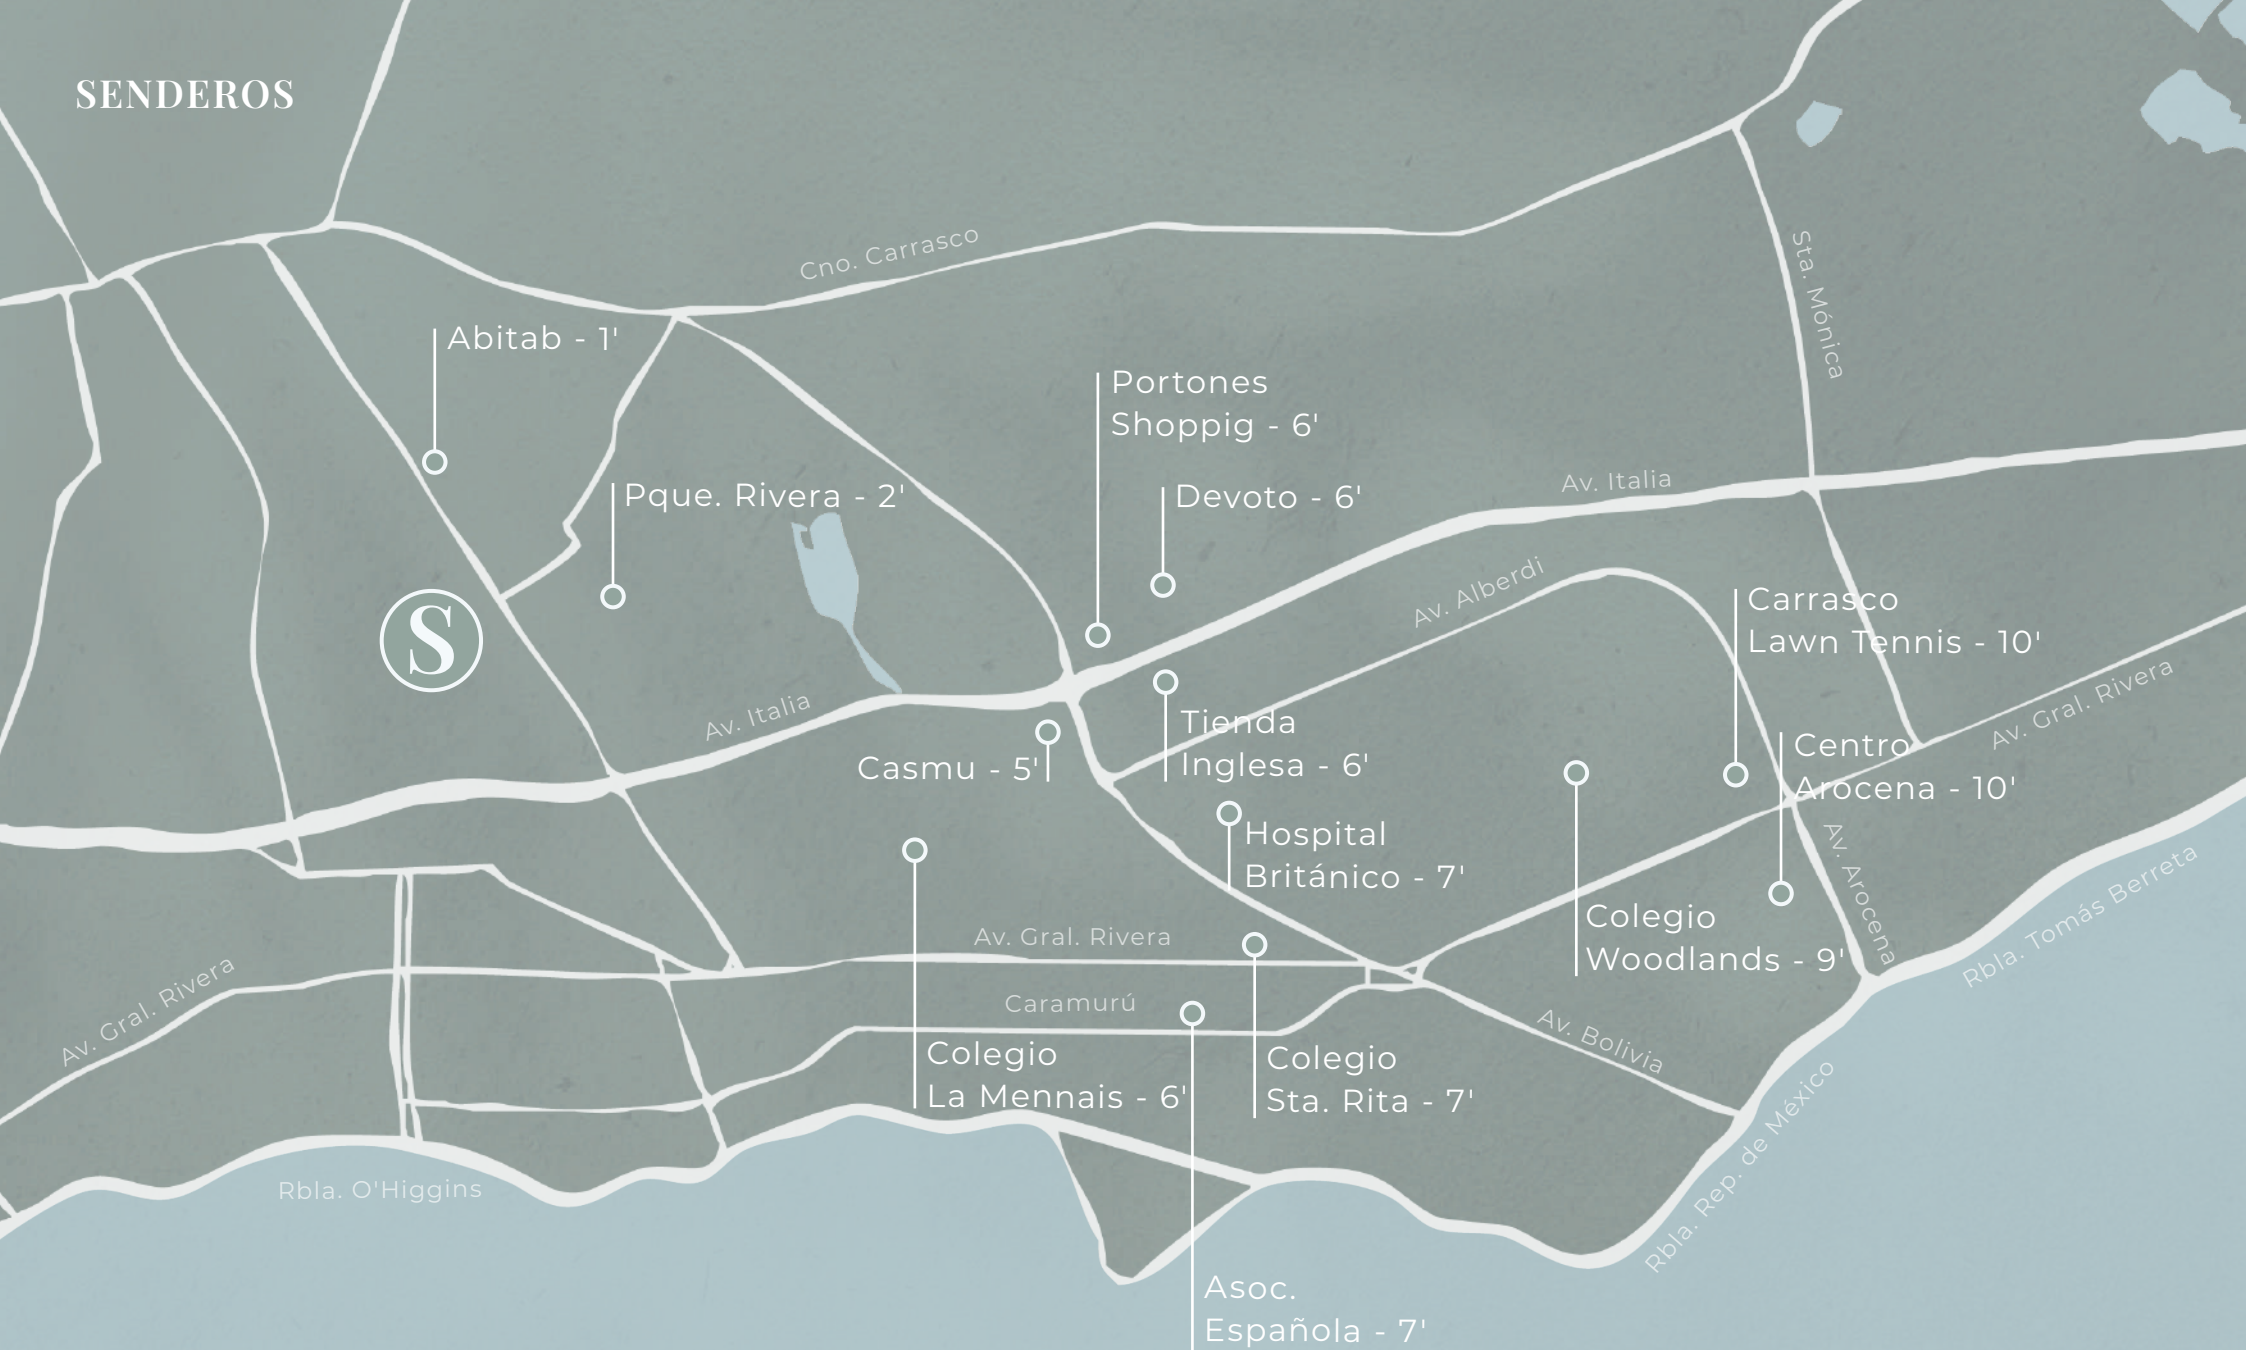 SENDEROS
Cno. Carrasco
Sta. Mónica
Abitab - 1'
Portones
Shoppig - 6'
Pque. Rivera - 2'
Devoto - 6'
Av. Italia
Av. Alberdi
Carrasco
Lawn Tennis - 10'
S
Av. Italia
Av. Gral. Rivera
Tienda
Inglesa - 6'
Casmu - 5'
Centro
Arocena - 10'
Hospital
Británico - 7'
Av. Arocena
Rbla. Tomás Berreta
Colegio
Woodlands - 9'
Av. Gral. Rivera
Av. Gral. Rivera
Caramurú
Av. Bolivia
Colegio
La Mennais - 6'
Colegio
Sta. Rita - 7'
Rbla. Rep. de México
Rbla. O'Higgins
Asoc.
Española - 7'